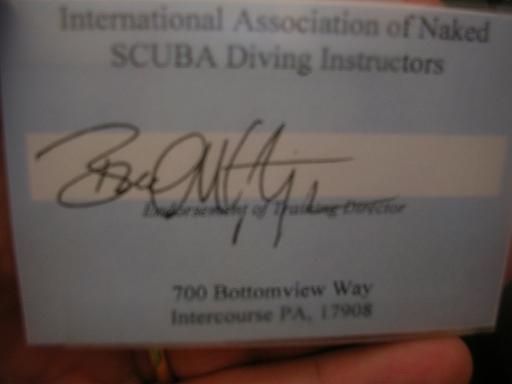 International Association of Naked
SCUBA Diving Instructors
Endorsement of Training Director
700 Bottomview Way
Intercourse PA, 17908